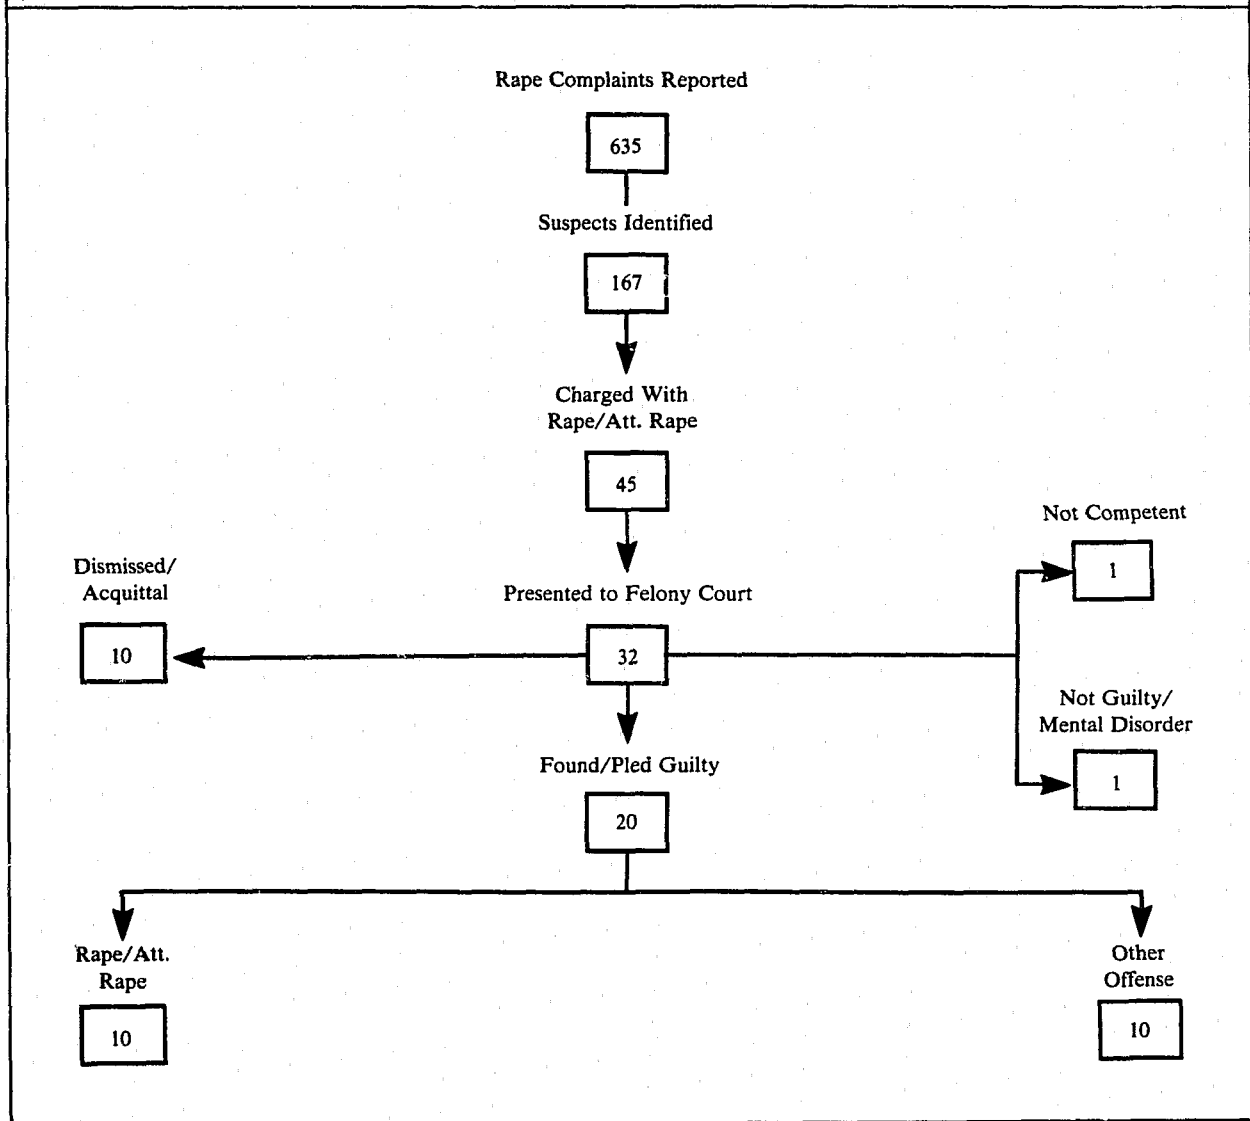 Rape Complaints Reported
635
Suspects Identified
167
Charged With
Rape/Att. Rape
45
Not Competent
1
Dismissed/
Acquittal
10
Presented to Felony Court
32
Not Guilty/
Mental Disorder
1
Found/Pled Guilty
20
Rape/Att.
Rape
10
Other
Offense
10